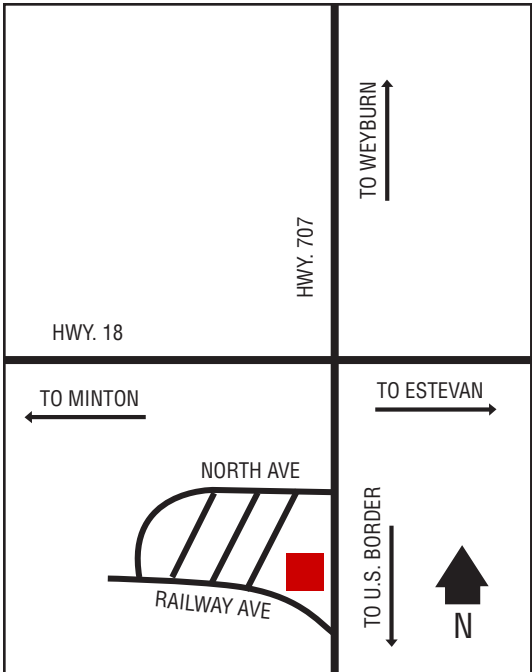 TO WEYBURN
HWY. 707
HWY. 18
TO MINTON
TO ESTEVAN
NORTH AVE
TO U.S. BORDER
RAILWAY AVE
N